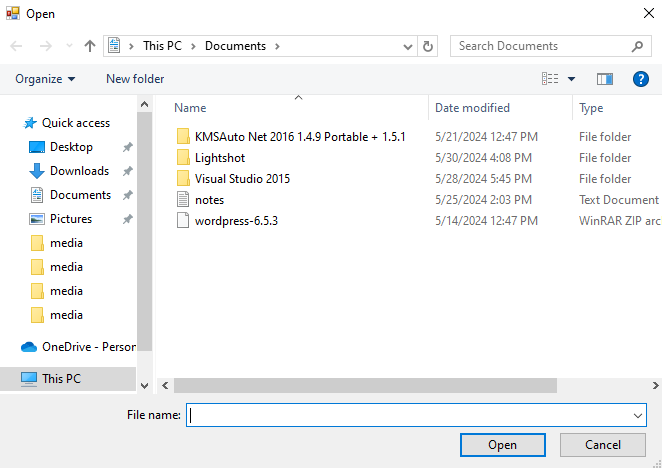 Open
This PC > Documents >
Search Documents
Organize
New folder
?
Name Date modified Type
Quick access
Desktop
Downloads
Documents
Pictures
media
media
media
media
OneDrive - Person
This PC
KMSAuto Net 2016 1.4.9 Portable + 1.5.1 5/21/2024 12:47 PM File folder
Lightshot 5/30/2024 4:08 PM File folder
Visual Studio 2015 5/28/2024 5:45 PM File folder
notes 5/25/2024 2:03 PM Text Document
wordpress-6.5.3 5/14/2024 12:47 PM WinRAR ZIP arc
File name:
Open Cancel